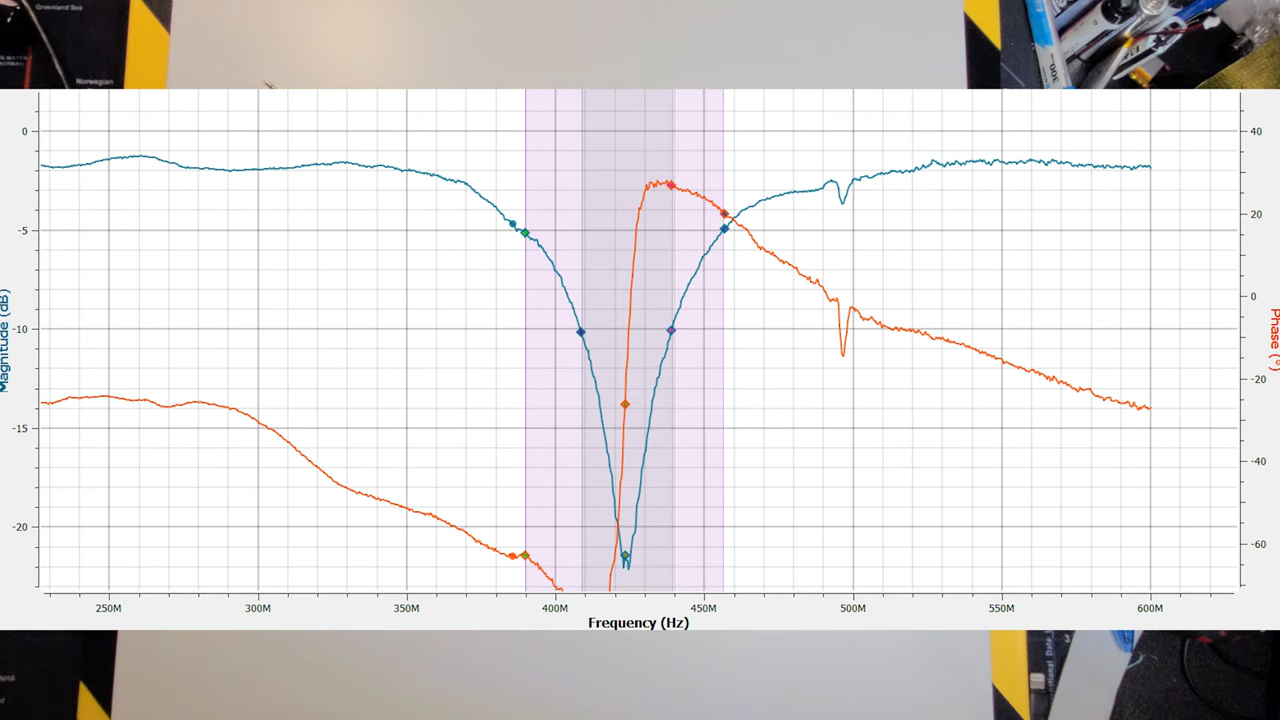 Greenland Sea
Norwegian
300
0
-5
-10
-15
-20
Magnitude (dB)
40
20
0
-20
-40
-60
Phase (°)
250M
300M
350M
400M
450M
500M
550M
600M
Frequency (Hz)